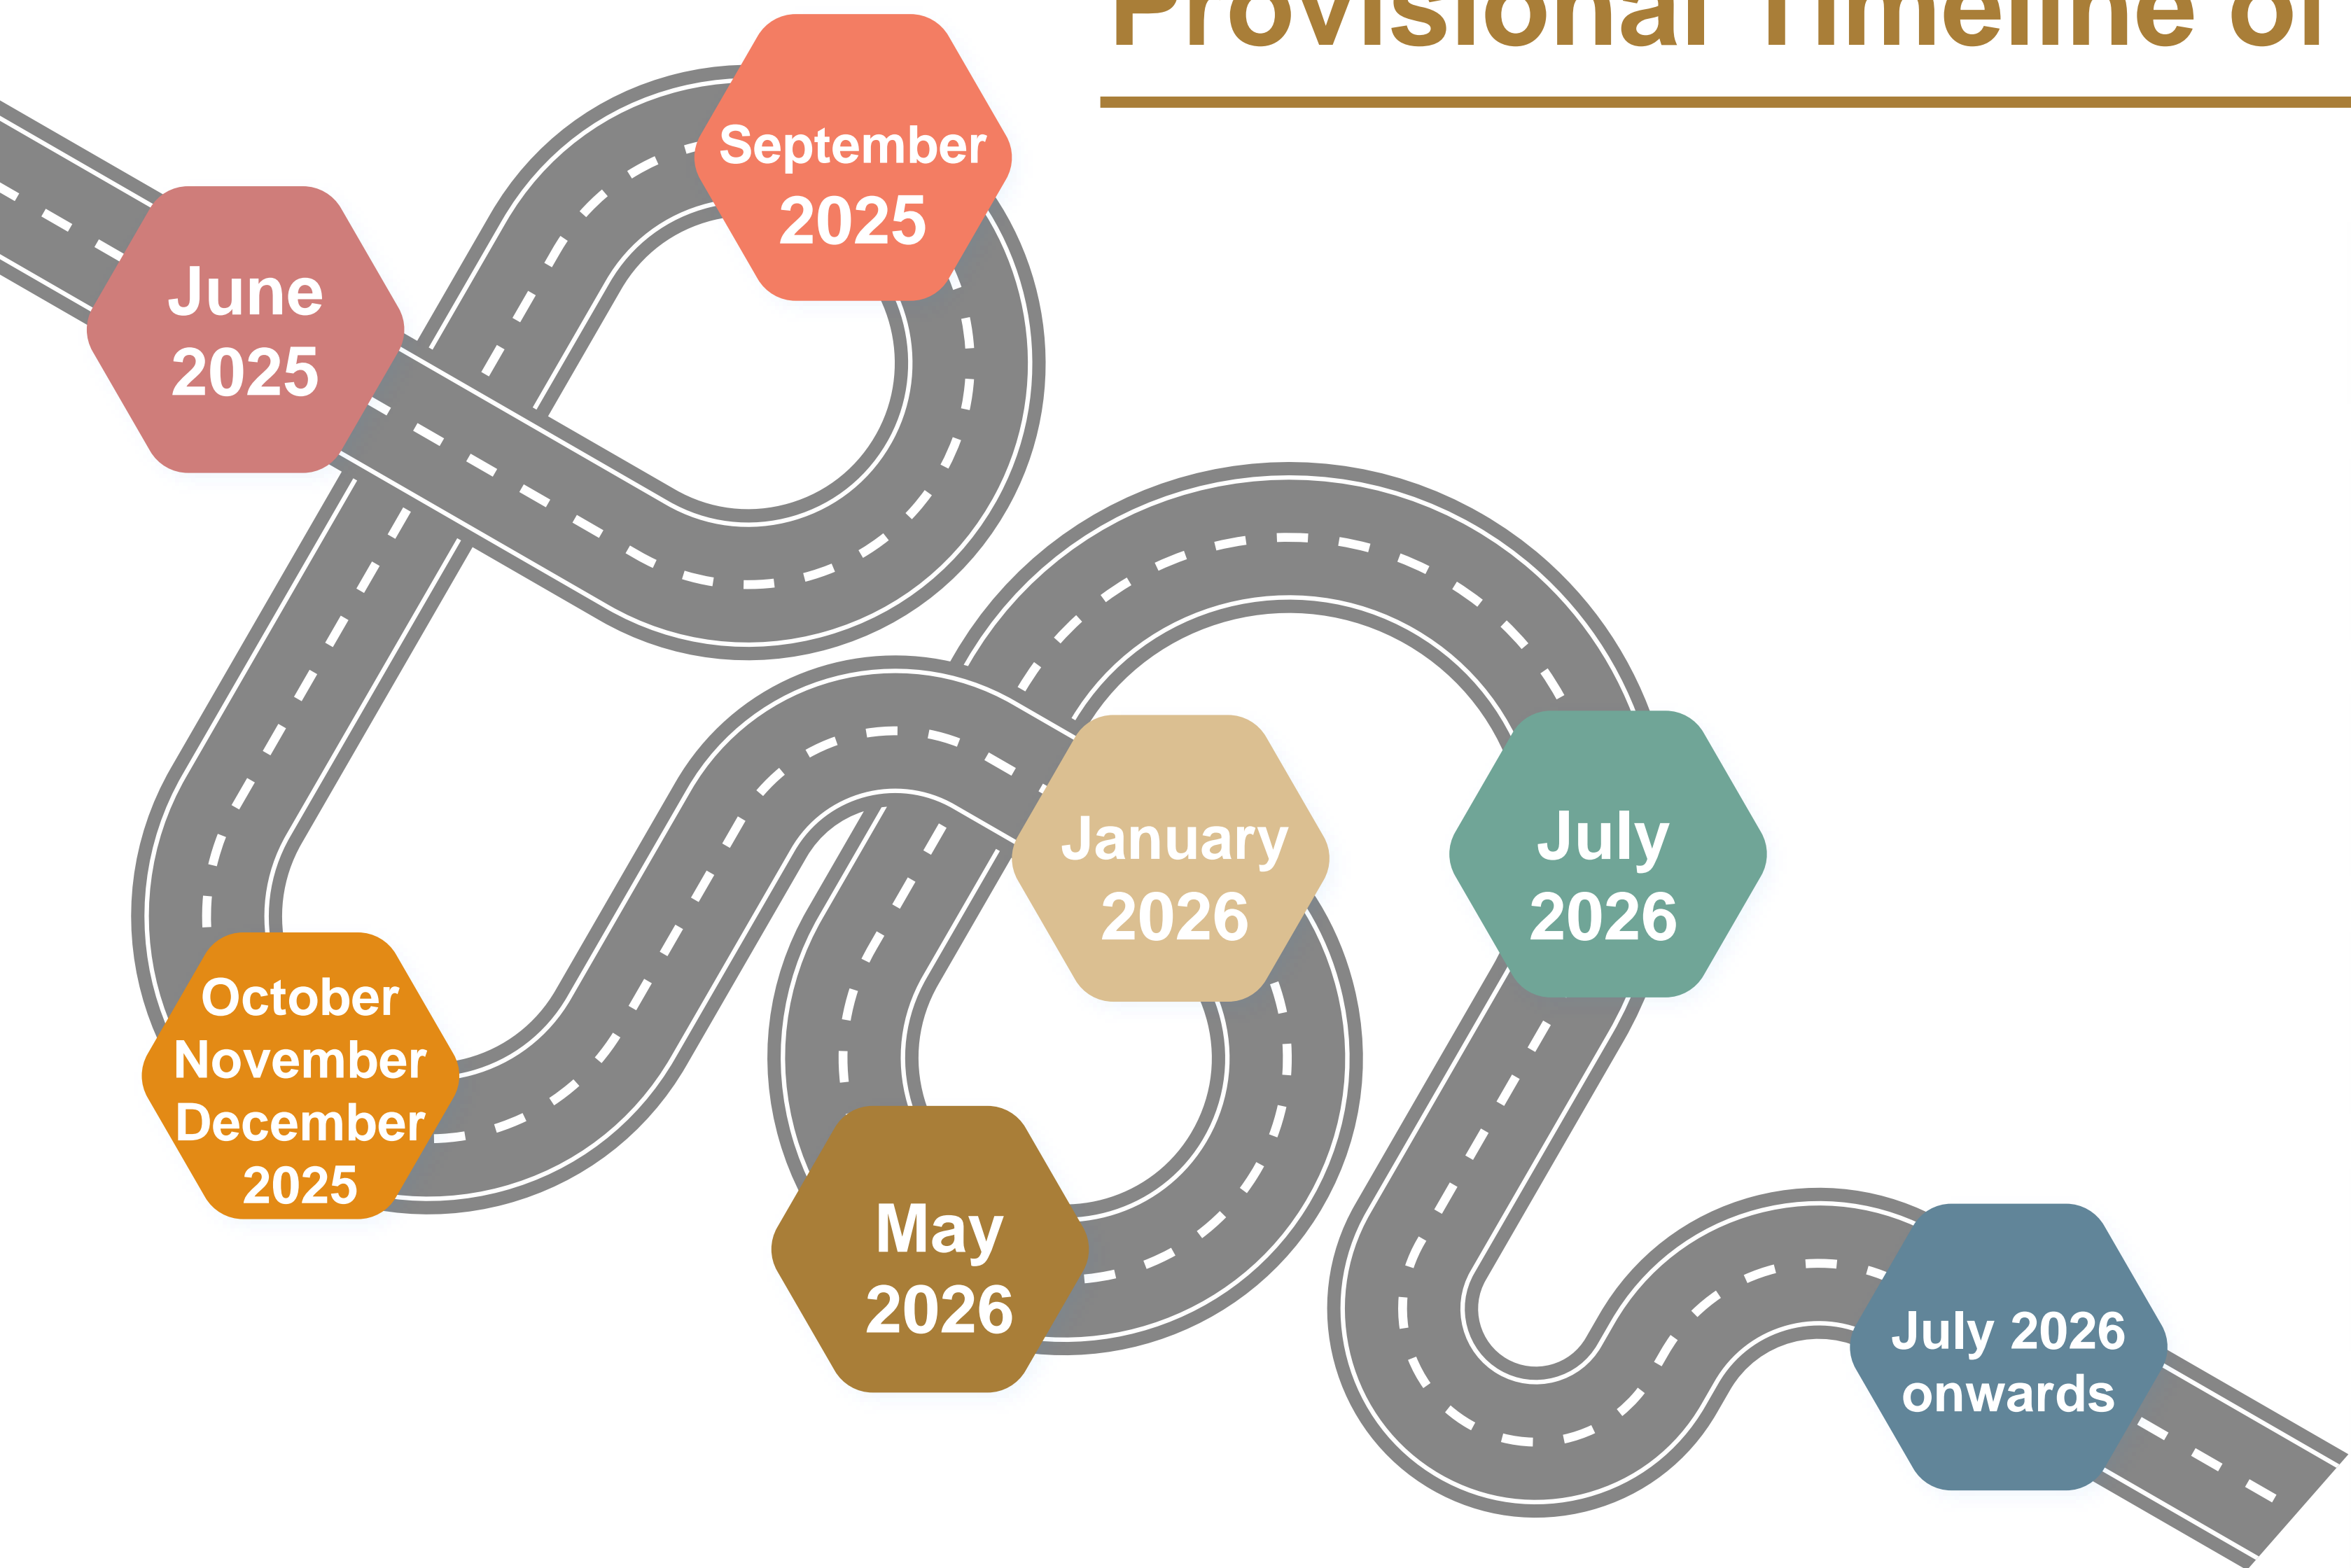 Provisional Timeline of
September
2025
June
2025
January
2026
July
2026
October
November
December
2025
May
2026
July 2026
onwards